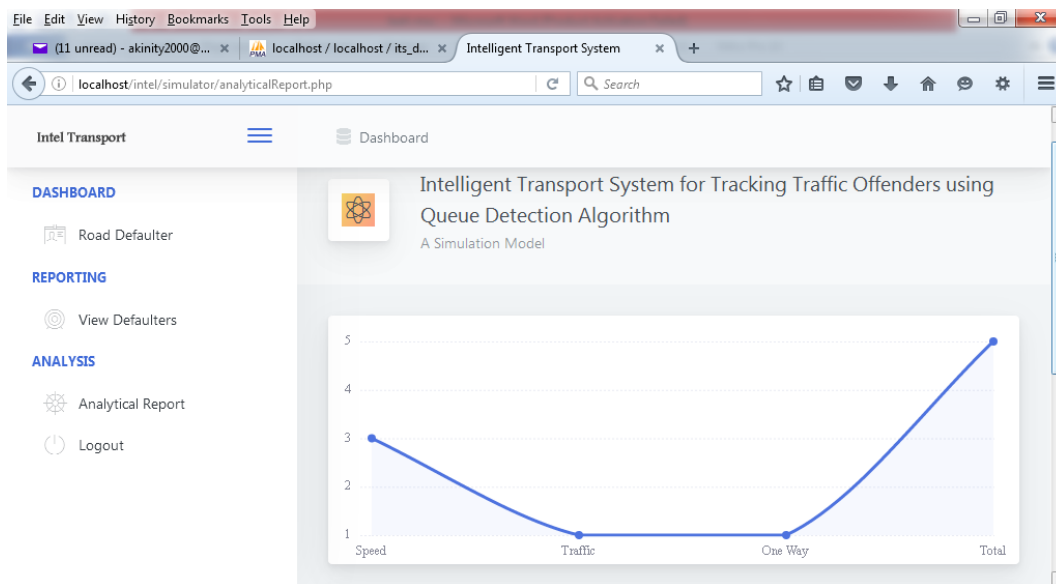 File Edit View History Bookmarks Tools Help
(11 unread) - akinity2000@... ×
PMA localhost / localhost / its_d... ×
Intelligent Transport System × +
localhost/intel/simulator/analyticalReport.php
Search
Intel Transport
Dashboard
DASHBOARD
Road Defaulter
REPORTING
View Defaulters
ANALYSIS
Analytical Report
Logout
Intelligent Transport System for Tracking Traffic Offenders using
Queue Detection Algorithm
A Simulation Model
5
4
3
2
1
Speed Traffic One Way Total